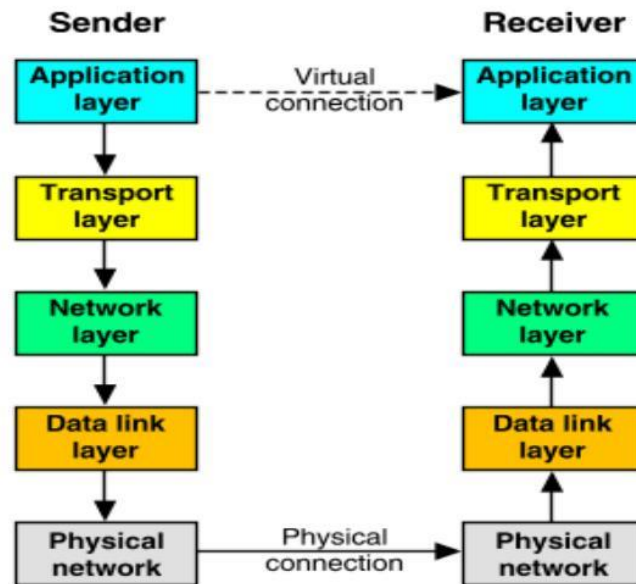 Sender
Receiver
Application
layer
Virtual
connection
Application
layer
Transport
layer
Transport
layer
Network
layer
Network
layer
Data link
layer
Data link
layer
Physical
network
Physical
connection
Physical
network